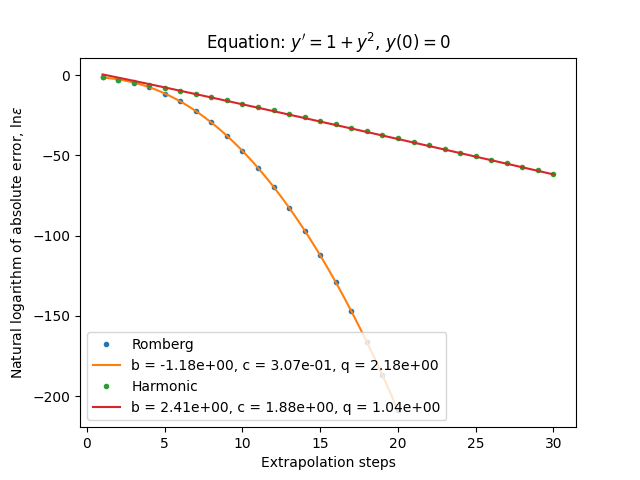 Equation: y′ = 1 + y², y(0) = 0
Natural logarithm of absolute error, lnε
0
−50
−100
−150
−200
Romberg
b = -1.18e+00, c = 3.07e-01, q = 2.18e+00
Harmonic
b = 2.41e+00, c = 1.88e+00, q = 1.04e+00
0 5 10 15 20 25 30
Extrapolation steps